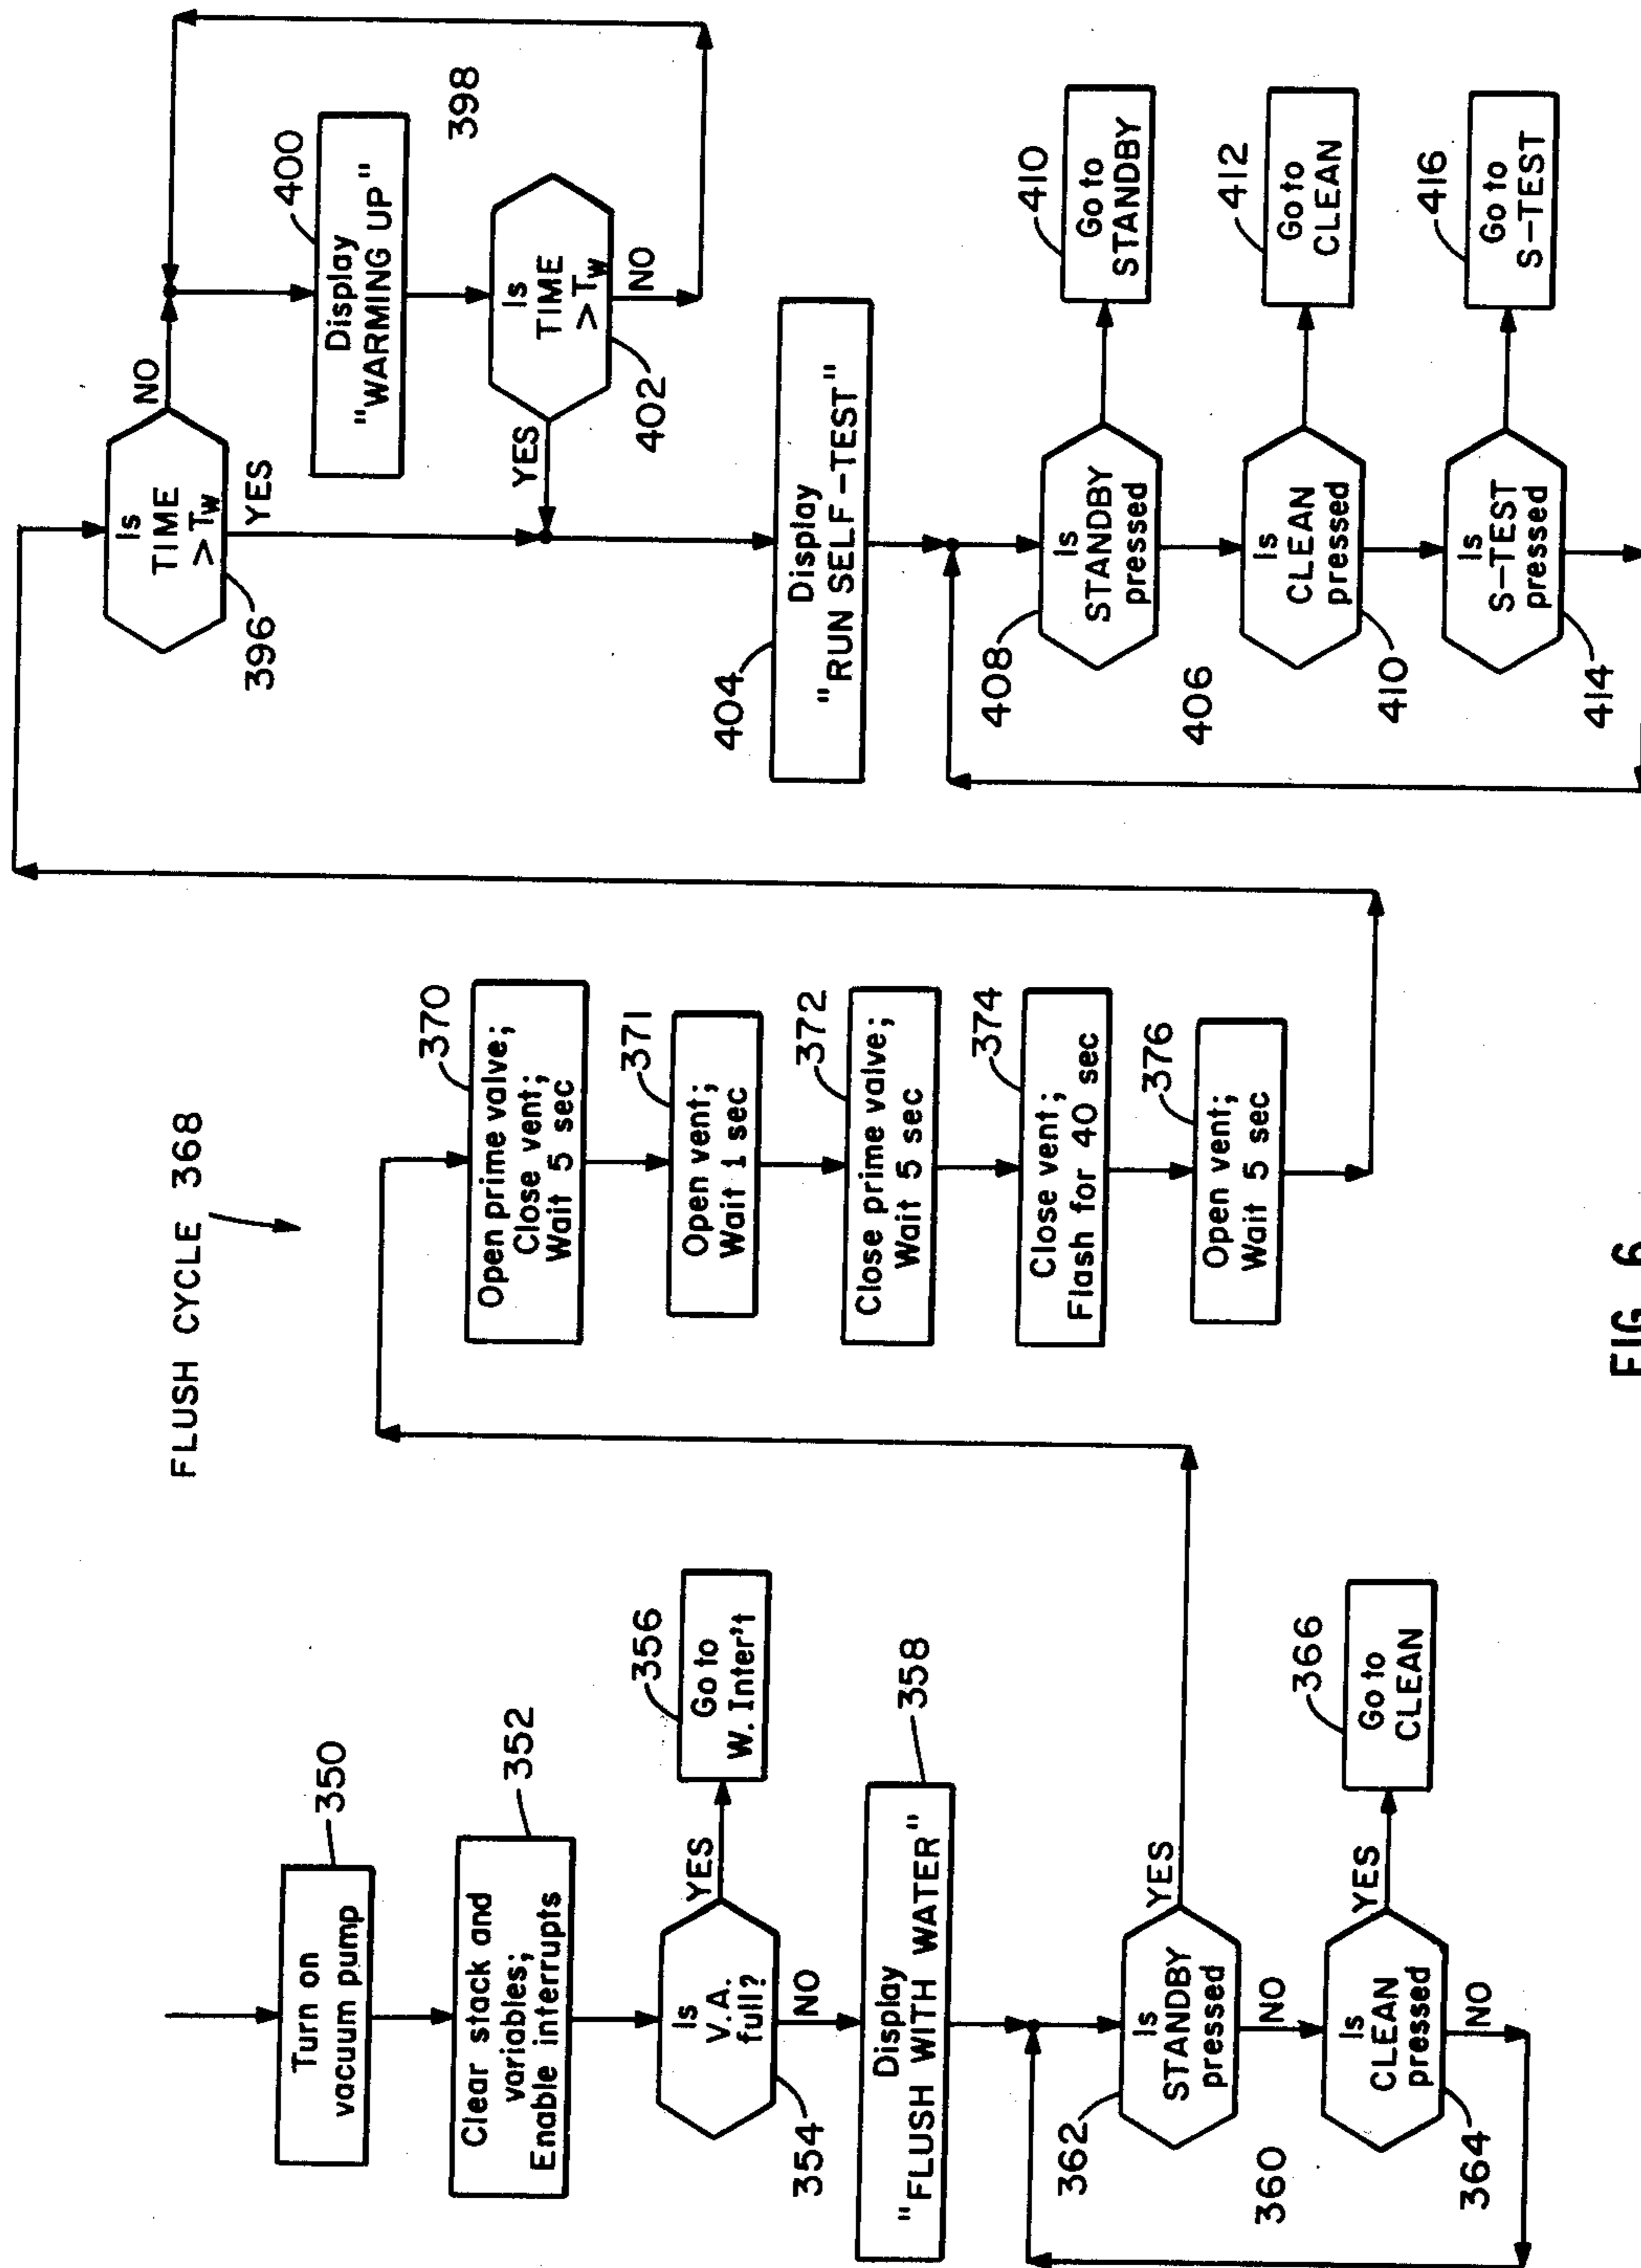 350
Turn on
vacuum pump
352
Clear stack and
variables;
Enable interrupts
Is
V.A.
full?
354
YES
NO
356
Go to
W. Inter't
358
Display
"FLUSH WITH WATER"
360
362
Is
STANDBY
pressed
YES
NO
364
Is
CLEAN
pressed
YES
NO
366
Go to
CLEAN
FLUSH CYCLE 368
370
Open prime valve;
Close vent;
Wait 5 sec
371
Open vent;
Wait 1 sec
372
Close prime valve;
Wait 5 sec
374
Close vent;
Flash for 40 sec
376
Open vent;
Wait 5 sec
Is
TIME
> Tw
396
NO
YES
398
400
Display
"WARMING UP"
Is
TIME
> Tw
402
YES
NO
404
Display
"RUN SELF-TEST"
406
408
Is
STANDBY
pressed
410
Go to
STANDBY
Is
CLEAN
pressed
410
412
Go to
CLEAN
Is
S-TEST
pressed
414
416
Go to
S-TEST
FIG. 6